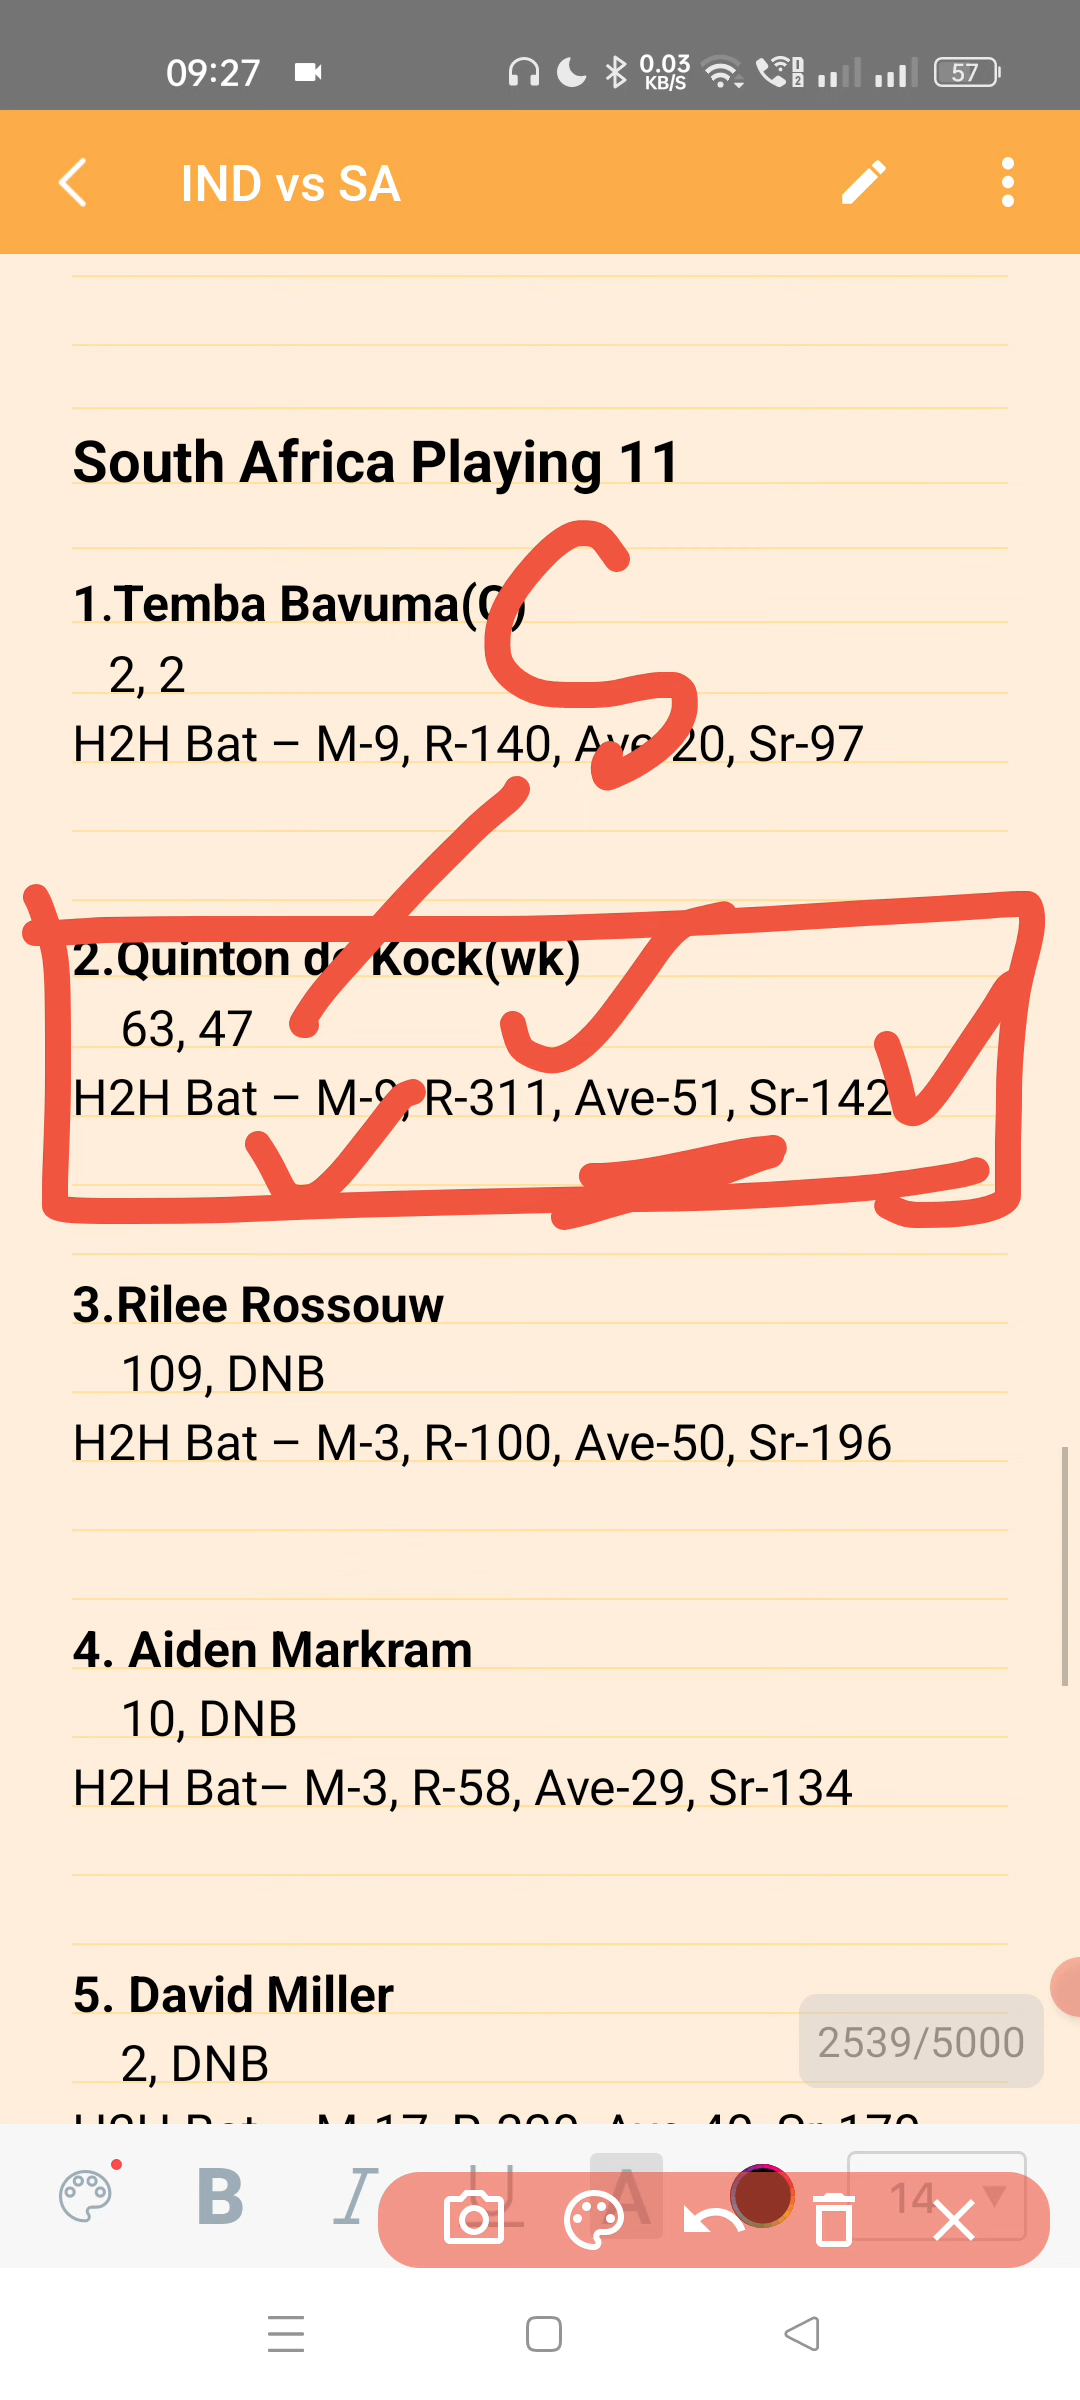 09:27
0.03
KB/S
57
IND vs SA
South Africa Playing 11
1.Temba Bavuma(C)
2, 2
H2H Bat – M-9, R-140, Ave-20, Sr-97
2.Quinton de Kock(wk)
63, 47
H2H Bat – M-9, R-311, Ave-51, Sr-142
3.Rilee Rossouw
109, DNB
H2H Bat – M-3, R-100, Ave-50, Sr-196
4. Aiden Markram
10, DNB
H2H Bat– M-3, R-58, Ave-29, Sr-134
5. David Miller
2, DNB
2539/5000
H2H Bat – M-17, R-
B I U A 14